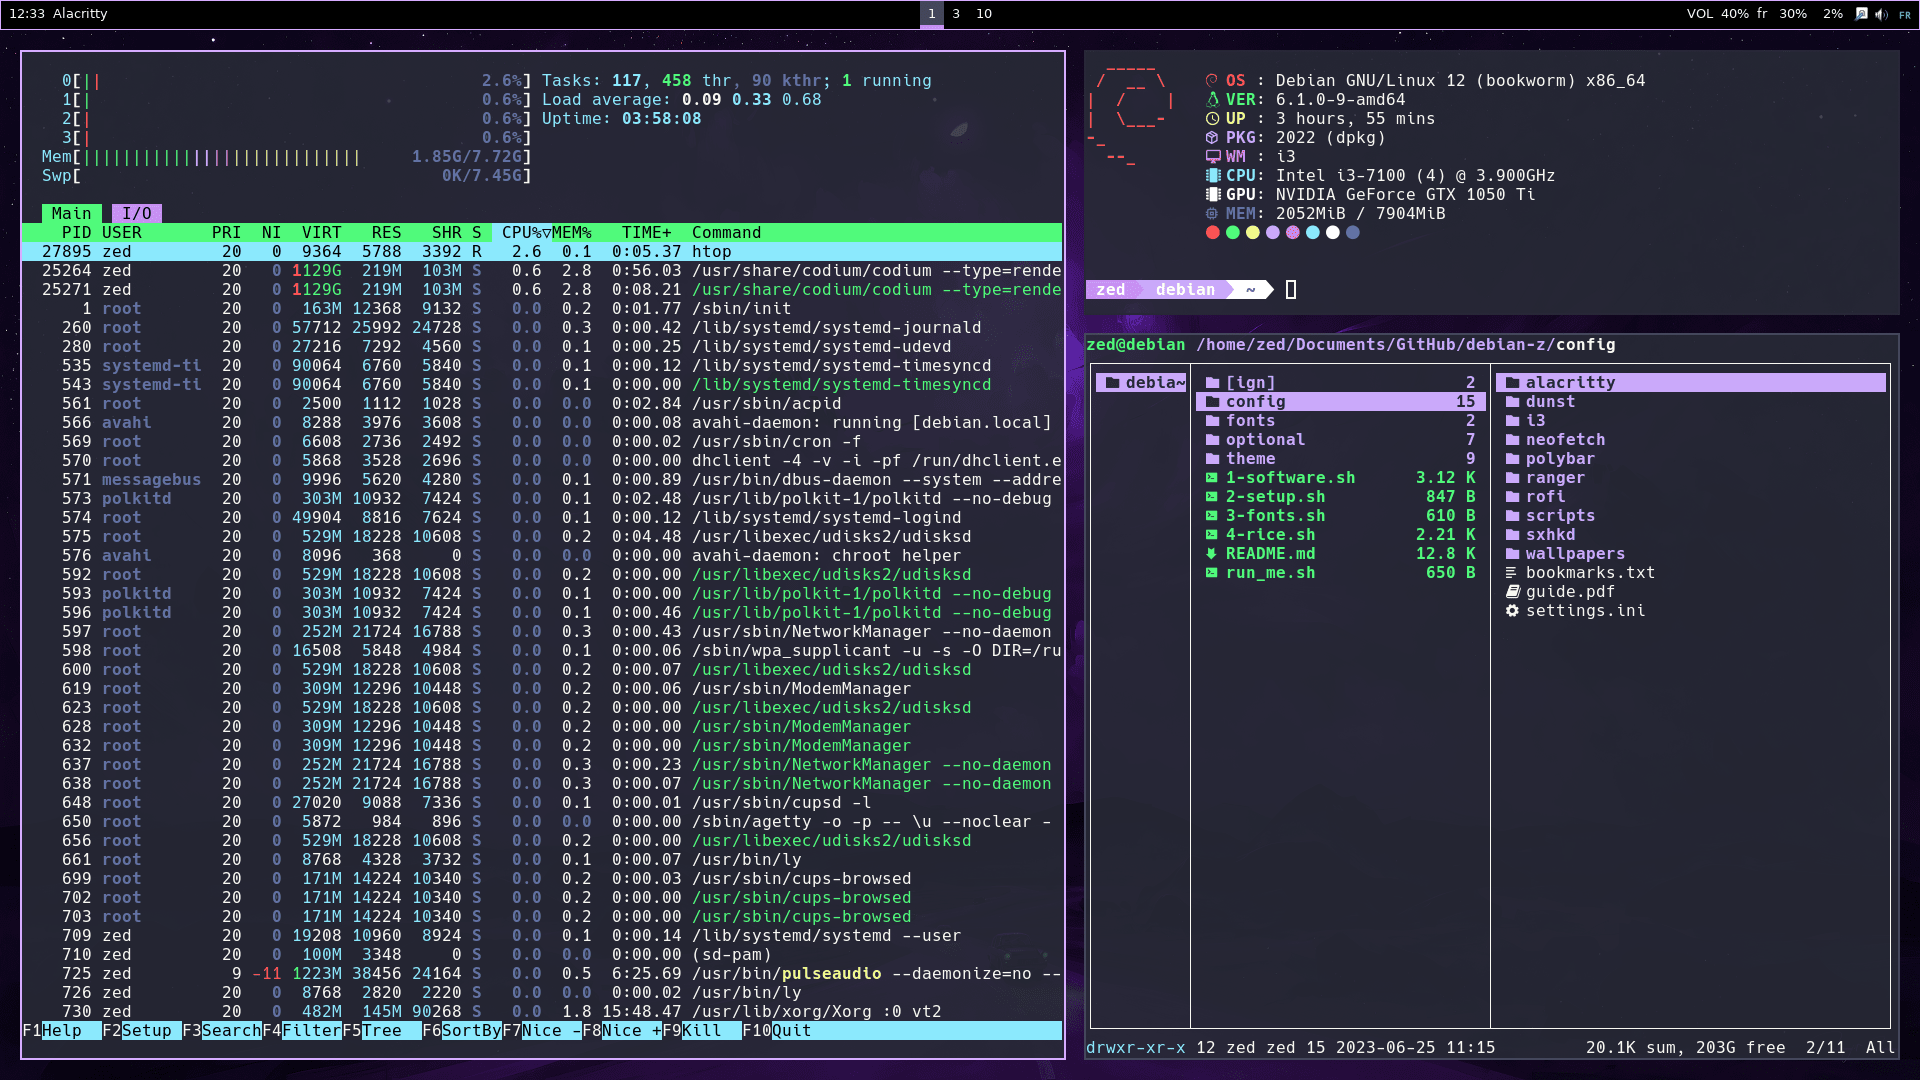 12:33 Alacritty
1 3 10
VOL 40% fr 30% 2% FR
0[|| 2.6%] Tasks: 117, 458 thr, 90 kthr; 1 running
1[| 0.6%] Load average: 0.09 0.33 0.68
2[| 0.6%] Uptime: 03:58:08
3[| 0.6%]
Mem[||||||||||||||||||||||||||||1.85G/7.72G]
Swp[ 0K/7.45G]
Main I/O
PID USER PRI NI VIRT RES SHR S CPU%▽MEM% TIME+ Command
27895 zed 20 0 9364 5788 3392 R 2.6 0.1 0:05.37 htop
25264 zed 20 0 1129G 219M 103M S 0.6 2.8 0:56.03 /usr/share/codium/codium --type=rende
25271 zed 20 0 1129G 219M 103M S 0.6 2.8 0:08.21 /usr/share/codium/codium --type=rende
1 root 20 0 163M 12368 9132 S 0.0 0.2 0:01.77 /sbin/init
260 root 20 0 57712 25992 24728 S 0.0 0.3 0:00.42 /lib/systemd/systemd-journald
280 root 20 0 27216 7292 4560 S 0.0 0.1 0:00.25 /lib/systemd/systemd-udevd
535 systemd-ti 20 0 90064 6760 5840 S 0.0 0.1 0:00.12 /lib/systemd/systemd-timesyncd
543 systemd-ti 20 0 90064 6760 5840 S 0.0 0.1 0:00.00 /lib/systemd/systemd-timesyncd
561 root 20 0 2500 1112 1028 S 0.0 0.0 0:02.84 /usr/sbin/acpid
566 avahi 20 0 8288 3976 3608 S 0.0 0.0 0:00.08 avahi-daemon: running [debian.local]
569 root 20 0 6608 2736 2492 S 0.0 0.0 0:00.02 /usr/sbin/cron -f
570 root 20 0 5868 3528 2696 S 0.0 0.0 0:00.00 dhclient -4 -v -i -pf /run/dhclient.e
571 messagebus 20 0 9996 5620 4280 S 0.0 0.1 0:00.89 /usr/bin/dbus-daemon --system --addre
573 polkitd 20 0 303M 10932 7424 S 0.0 0.1 0:02.48 /usr/lib/polkit-1/polkitd --no-debug
574 root 20 0 49904 8816 7624 S 0.0 0.1 0:00.12 /lib/systemd/systemd-logind
575 root 20 0 529M 18228 10608 S 0.0 0.2 0:04.48 /usr/libexec/udisks2/udisksd
576 avahi 20 0 8096 368 0 S 0.0 0.0 0:00.00 avahi-daemon: chroot helper
592 root 20 0 529M 18228 10608 S 0.0 0.2 0:00.00 /usr/libexec/udisks2/udisksd
593 polkitd 20 0 303M 10932 7424 S 0.0 0.1 0:00.00 /usr/lib/polkit-1/polkitd --no-debug
596 polkitd 20 0 303M 10932 7424 S 0.0 0.1 0:00.46 /usr/lib/polkit-1/polkitd --no-debug
597 root 20 0 252M 21724 16788 S 0.0 0.3 0:00.43 /usr/sbin/NetworkManager --no-daemon
598 root 20 0 16508 5848 4984 S 0.0 0.1 0:00.06 /sbin/wpa_supplicant -u -s -O DIR=/ru
600 root 20 0 529M 18228 10608 S 0.0 0.2 0:00.07 /usr/libexec/udisks2/udisksd
619 root 20 0 309M 12296 10448 S 0.0 0.2 0:00.06 /usr/sbin/ModemManager
623 root 20 0 529M 18228 10608 S 0.0 0.2 0:00.00 /usr/libexec/udisks2/udisksd
628 root 20 0 309M 12296 10448 S 0.0 0.2 0:00.00 /usr/sbin/ModemManager
632 root 20 0 309M 12296 10448 S 0.0 0.2 0:00.00 /usr/sbin/ModemManager
637 root 20 0 252M 21724 16788 S 0.0 0.3 0:00.23 /usr/sbin/NetworkManager --no-daemon
638 root 20 0 252M 21724 16788 S 0.0 0.3 0:00.07 /usr/sbin/NetworkManager --no-daemon
648 root 20 0 27020 9088 7336 S 0.0 0.1 0:00.01 /usr/sbin/cupsd -l
650 root 20 0 5872 984 896 S 0.0 0.0 0:00.00 /sbin/agetty -o -p -- \u --noclear -
656 root 20 0 529M 18228 10608 S 0.0 0.2 0:00.00 /usr/libexec/udisks2/udisksd
661 root 20 0 8768 4328 3732 S 0.0 0.1 0:00.07 /usr/bin/ly
699 root 20 0 171M 14224 10340 S 0.0 0.2 0:00.03 /usr/sbin/cups-browsed
702 root 20 0 171M 14224 10340 S 0.0 0.2 0:00.00 /usr/sbin/cups-browsed
703 root 20 0 171M 14224 10340 S 0.0 0.2 0:00.00 /usr/sbin/cups-browsed
709 zed 20 0 19208 10960 8924 S 0.0 0.1 0:00.14 /lib/systemd/systemd --user
710 zed 20 0 100M 3348 0 S 0.0 0.0 0:00.00 (sd-pam)
725 zed 9 -11 1223M 38456 24164 S 0.0 0.5 6:25.69 /usr/bin/pulseaudio --daemonize=no --
726 zed 20 0 8768 2820 2220 S 0.0 0.0 0:00.02 /usr/bin/ly
730 zed 20 0 482M 145M 90268 S 0.0 1.8 15:48.47 /usr/lib/xorg/Xorg :0 vt2
F1Help F2Setup F3SearchF4FilterF5Tree F6SortByF7Nice -F8Nice +F9Kill F10Quit
OS : Debian GNU/Linux 12 (bookworm) x86_64
VER: 6.1.0-9-amd64
UP : 3 hours, 55 mins
PKG: 2022 (dpkg)
WM : i3
CPU: Intel i3-7100 (4) @ 3.900GHz
GPU: NVIDIA GeForce GTX 1050 Ti
MEM: 2052MiB / 7904MiB
zed debian ~
zed@debian /home/zed/Documents/GitHub/debian-z/config
debia~ [ign] 2 alacritty
config 15 dunst
fonts 2 i3
optional 7 neofetch
theme 9 polybar
1-software.sh 3.12 K ranger
2-setup.sh 847 B rofi
3-fonts.sh 610 B scripts
4-rice.sh 2.21 K sxhkd
README.md 12.8 K wallpapers
run_me.sh 650 B bookmarks.txt
guide.pdf
settings.ini
drwxr-xr-x 12 zed zed 15 2023-06-25 11:15 20.1K sum, 203G free 2/11 All